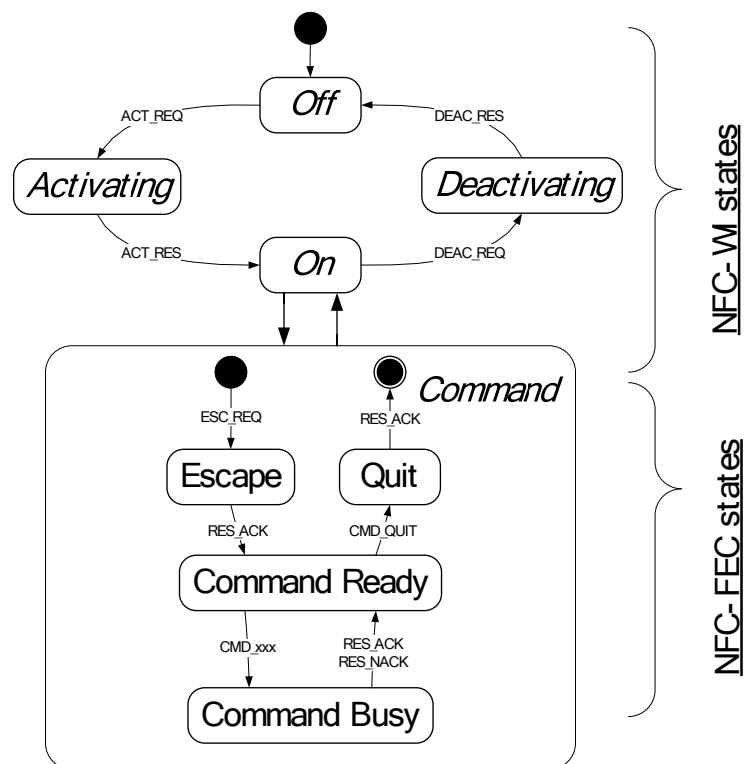 Off
ACT_REQ
DEAC_RES
Activating
Deactivating
ACT_RES
On
DEAC_REQ
NFC- WI states
Command
ESC_REQ
RES_ACK
Escape
Quit
RES_ACK
CMD_QUIT
Command Ready
CMD_xxx
RES_ACK
RES_NACK
Command Busy
NFC- FEC states